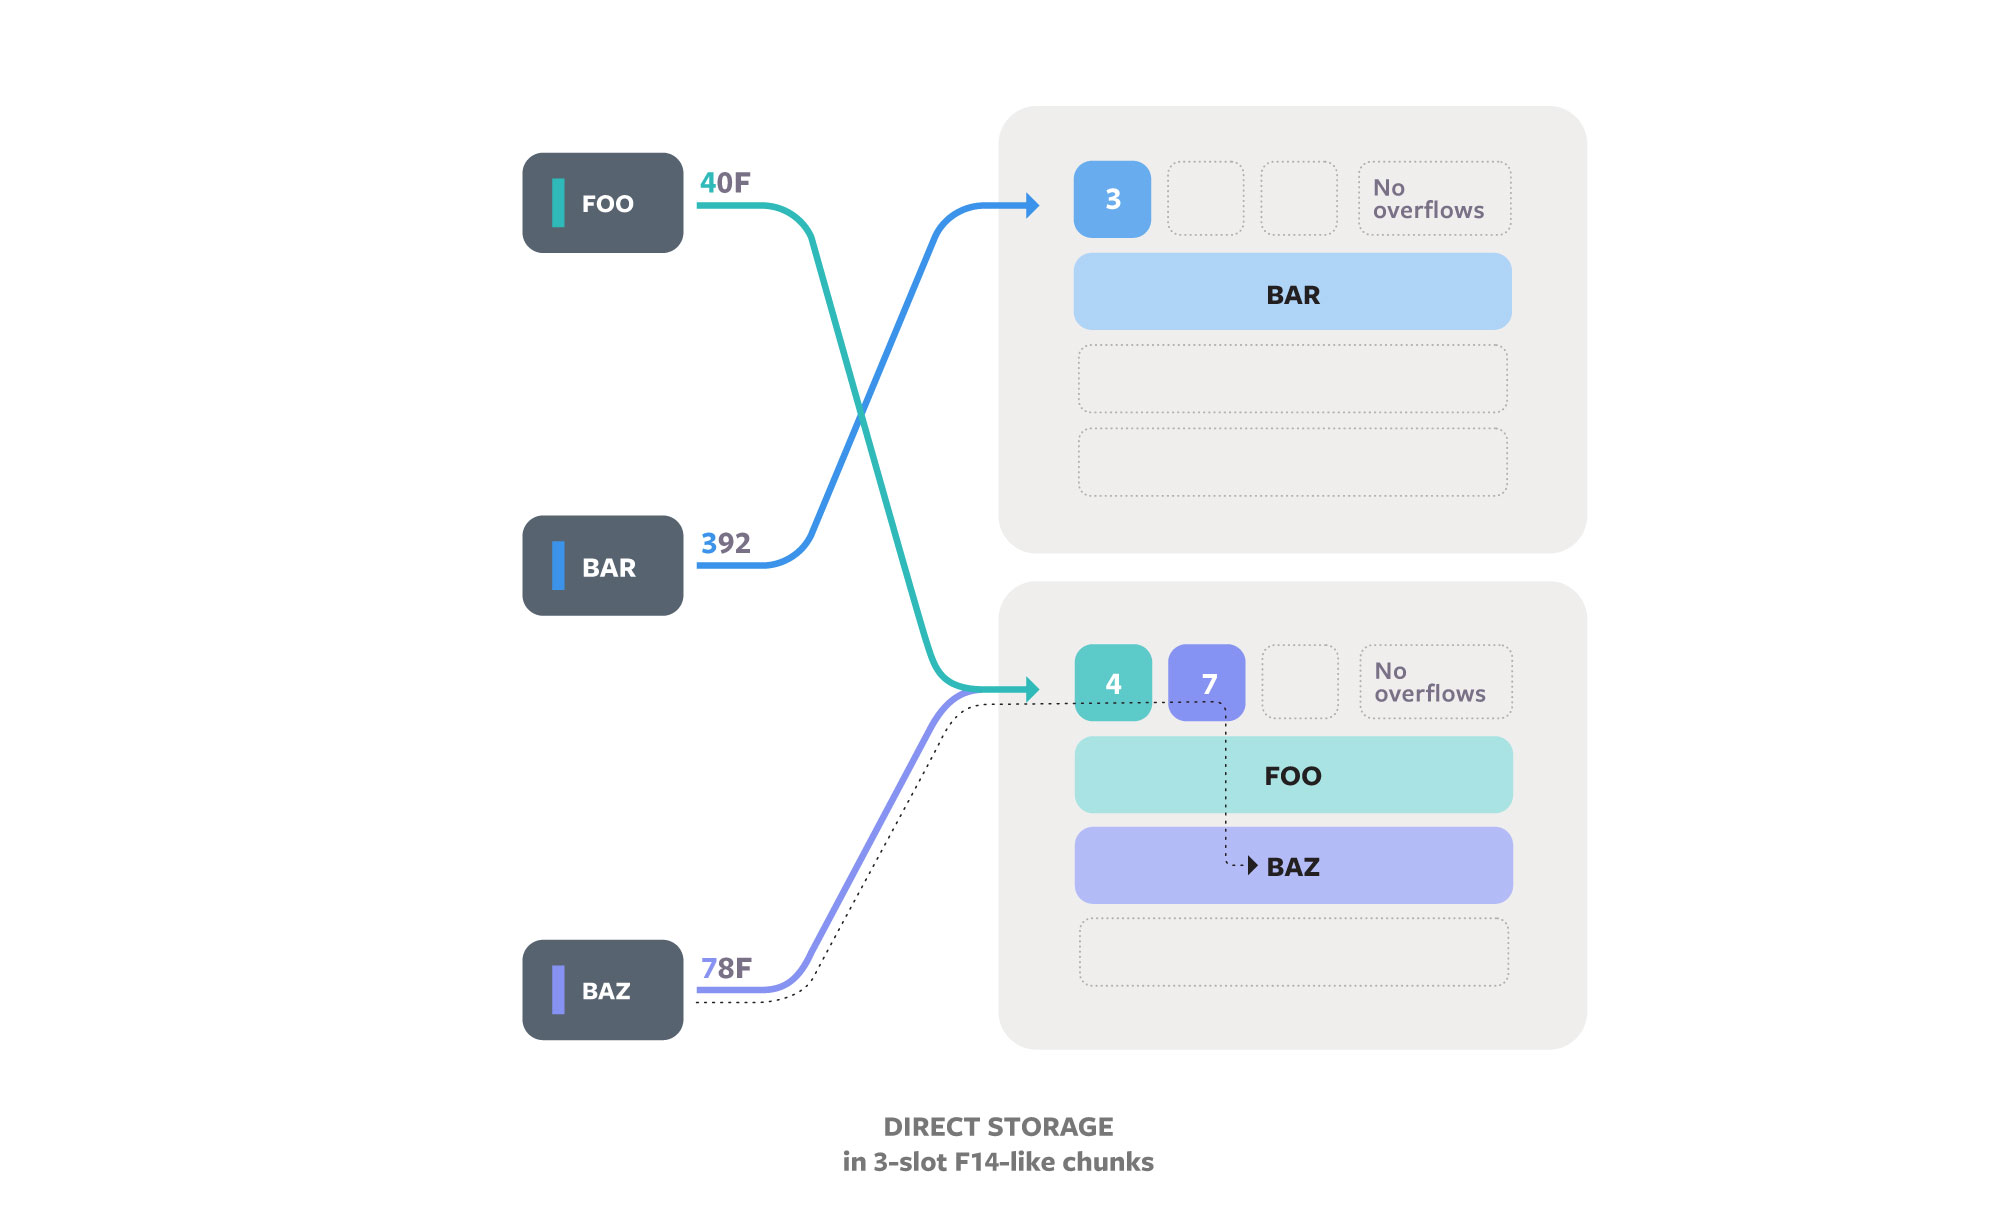 FOO
40F
BAR
392
BAZ
78F
3
No
overflows
BAR
4
7
No
overflows
FOO
BAZ
DIRECT STORAGE
in 3-slot F14-like chunks